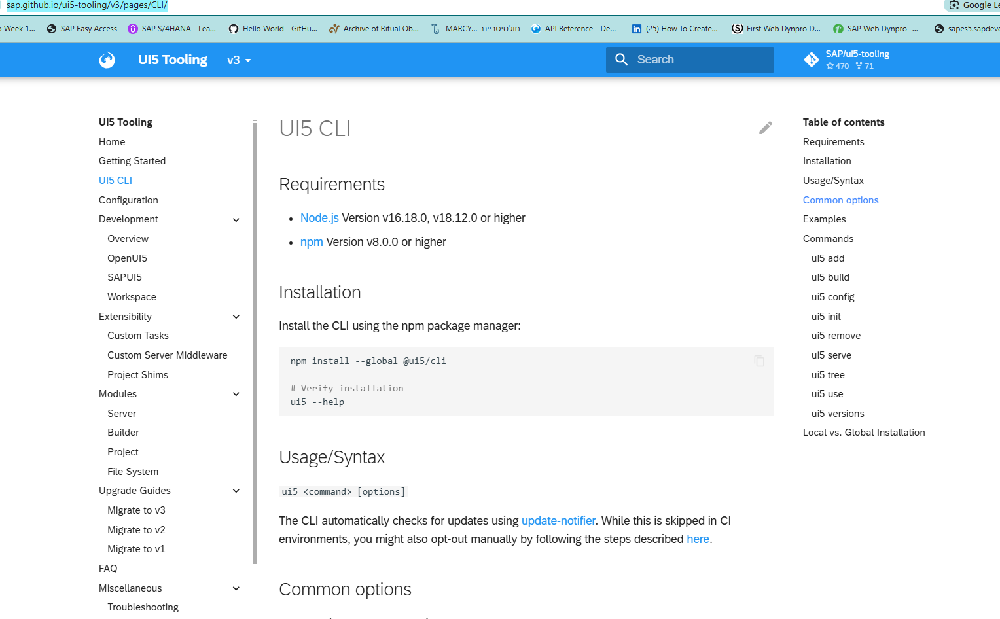 sap.github.io/ui5-tooling/v3/pages/CLI/
Google Le
Week 1...
SAP Easy Access
SAP S/4HANA - Lea...
Hello World - GitHu...
Archive of Ritual Ob...
MARCY... מולטיטריינר
API Reference - De...
(25) How To Create...
First Web Dynpro D...
SAP Web Dynpro -...
sapes5.sapdevc
UI5 Tooling
v3
Search
SAP/ui5-tooling
470 71
UI5 Tooling
Home
Getting Started
UI5 CLI
Configuration
Development
Overview
OpenUI5
SAPUI5
Workspace
Extensibility
Custom Tasks
Custom Server Middleware
Project Shims
Modules
Server
Builder
Project
File System
Upgrade Guides
Migrate to v3
Migrate to v2
Migrate to v1
FAQ
Miscellaneous
Troubleshooting
UI5 CLI
Requirements
• Node.js Version v16.18.0, v18.12.0 or higher
• npm Version v8.0.0 or higher
Installation
Install the CLI using the npm package manager:
npm install --global @ui5/cli
# Verify installation
ui5 --help
Usage/Syntax
ui5 <command> [options]
The CLI automatically checks for updates using update-notifier. While this is skipped in CI
environments, you might also opt-out manually by following the steps described here.
Common options
Table of contents
Requirements
Installation
Usage/Syntax
Common options
Examples
Commands
ui5 add
ui5 build
ui5 config
ui5 init
ui5 remove
ui5 serve
ui5 tree
ui5 use
ui5 versions
Local vs. Global Installation